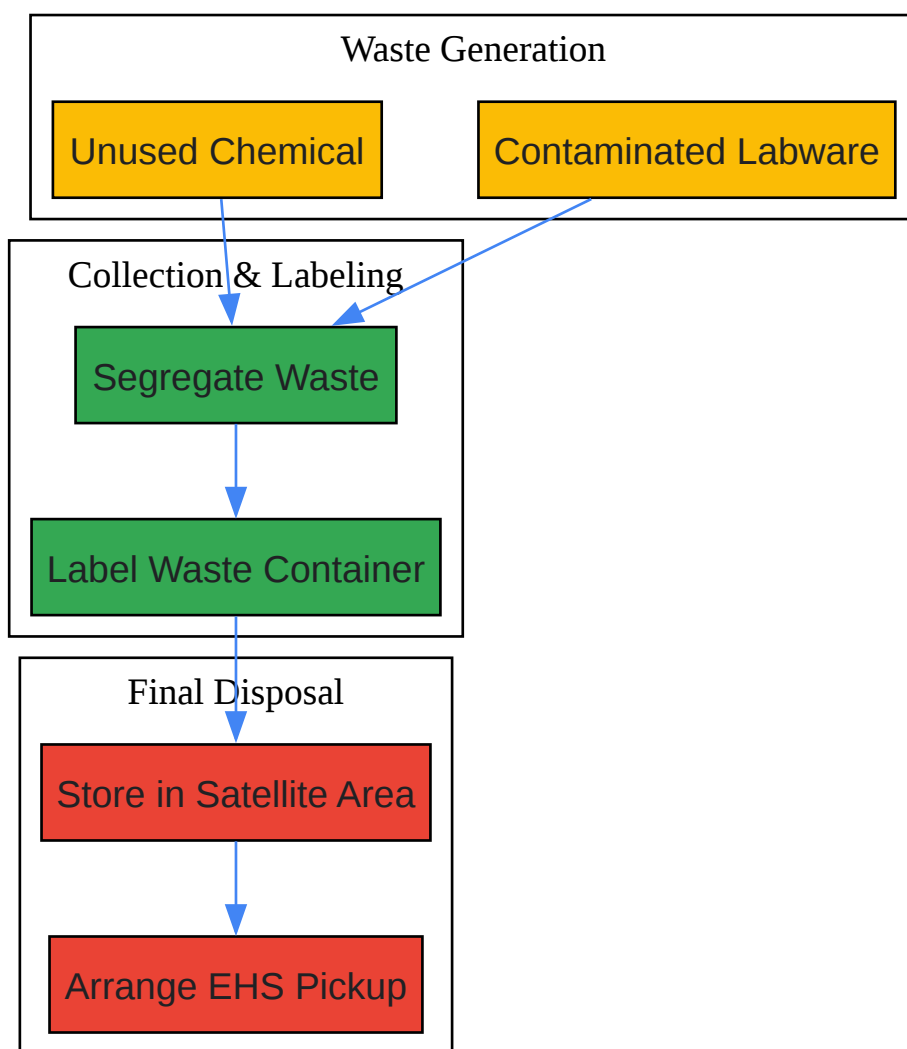 Waste Generation
Unused Chemical
Contaminated Labware
Collection & Labeling
Segregate Waste
Label Waste Container
Final Disposal
Store in Satellite Area
Arrange EHS Pickup